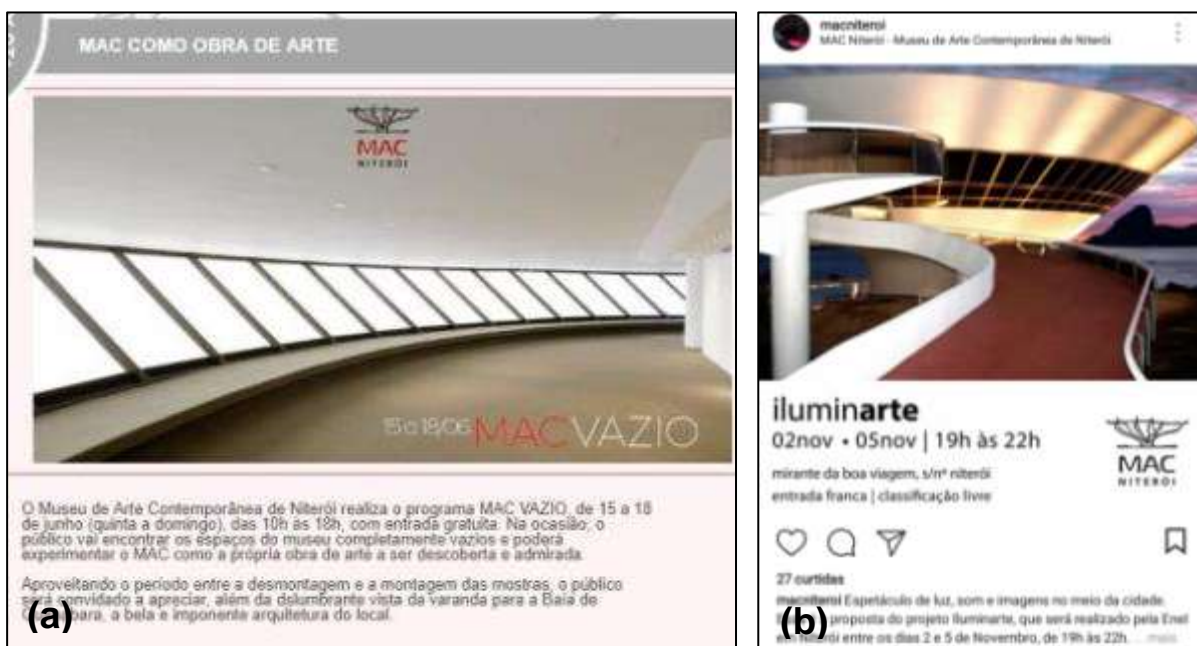 MAC COMO OBRA DE ARTE
MAC
NITERÓI
15 a 18/06 MAC VAZIO
O Museu de Arte Contemporânea de Niterói realiza o programa MAC VAZIO, de 15 a 18
de junho (quinta a domingo), das 10h às 18h, com entrada gratuita. Na ocasião, o
público vai encontrar os espaços do museu completamente vazios e poderá
experimentar o MAC como a própria obra de arte a ser descoberta e admirada.
Aproveitando o período entre a desmontagem e a montagem das mostras, o público
será convidado a apreciar, além da dslumbrante vista da varanda para a Baía de
a bela e imponente arquitetura do local.
(a)
macniteroi
MAC Niterói - Museu de Arte Contemporânea de Niterói
iluminarte
02nov • 05nov | 19h às 22h
mirante da boa viagem, s/nº niterói
entrada franca | classificação livre
MAC
NITERÓI
27 curtidas
macniteroi Espetáculo de luz, som e imagens no meio da cidade.
proposta do projeto Iluminarte, que será realizado pela Enel
Niterói entre os dias 2 e 5 de Novembro, de 19h às 22h. ... mais
(b)